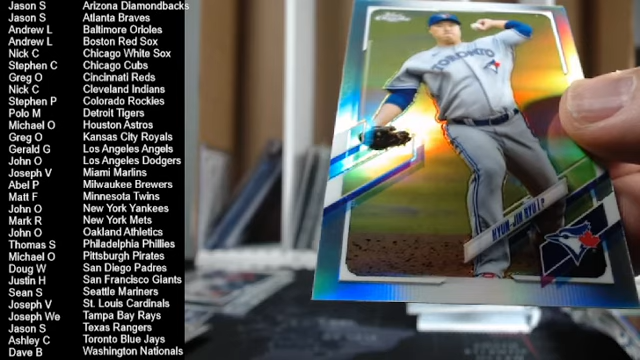 Jason S Arizona Diamondbacks
Jason S Atlanta Braves
Andrew L Baltimore Orioles
Andrew L Boston Red Sox
Nick C Chicago White Sox
Stephen C Chicago Cubs
Greg O Cincinnati Reds
Nick C Cleveland Indians
Stephen P Colorado Rockies
Polo M Detroit Tigers
Michael O Houston Astros
Greg O Kansas City Royals
Gerald G Los Angeles Angels
John O Los Angeles Dodgers
Joseph V Miami Marlins
Abel P Milwaukee Brewers
Matt F Minnesota Twins
John O New York Yankees
Mark R New York Mets
John O Oakland Athletics
Thomas S Philadelphia Phillies
Michael O Pittsburgh Pirates
Doug W San Diego Padres
Justin H San Francisco Giants
Sean S Seattle Mariners
Joseph V St. Louis Cardinals
Joseph We Tampa Bay Rays
Jason S Texas Rangers
Ashley C Toronto Blue Jays
Dave B Washington Nationals
TORONTO
HYUN-JIN RYU